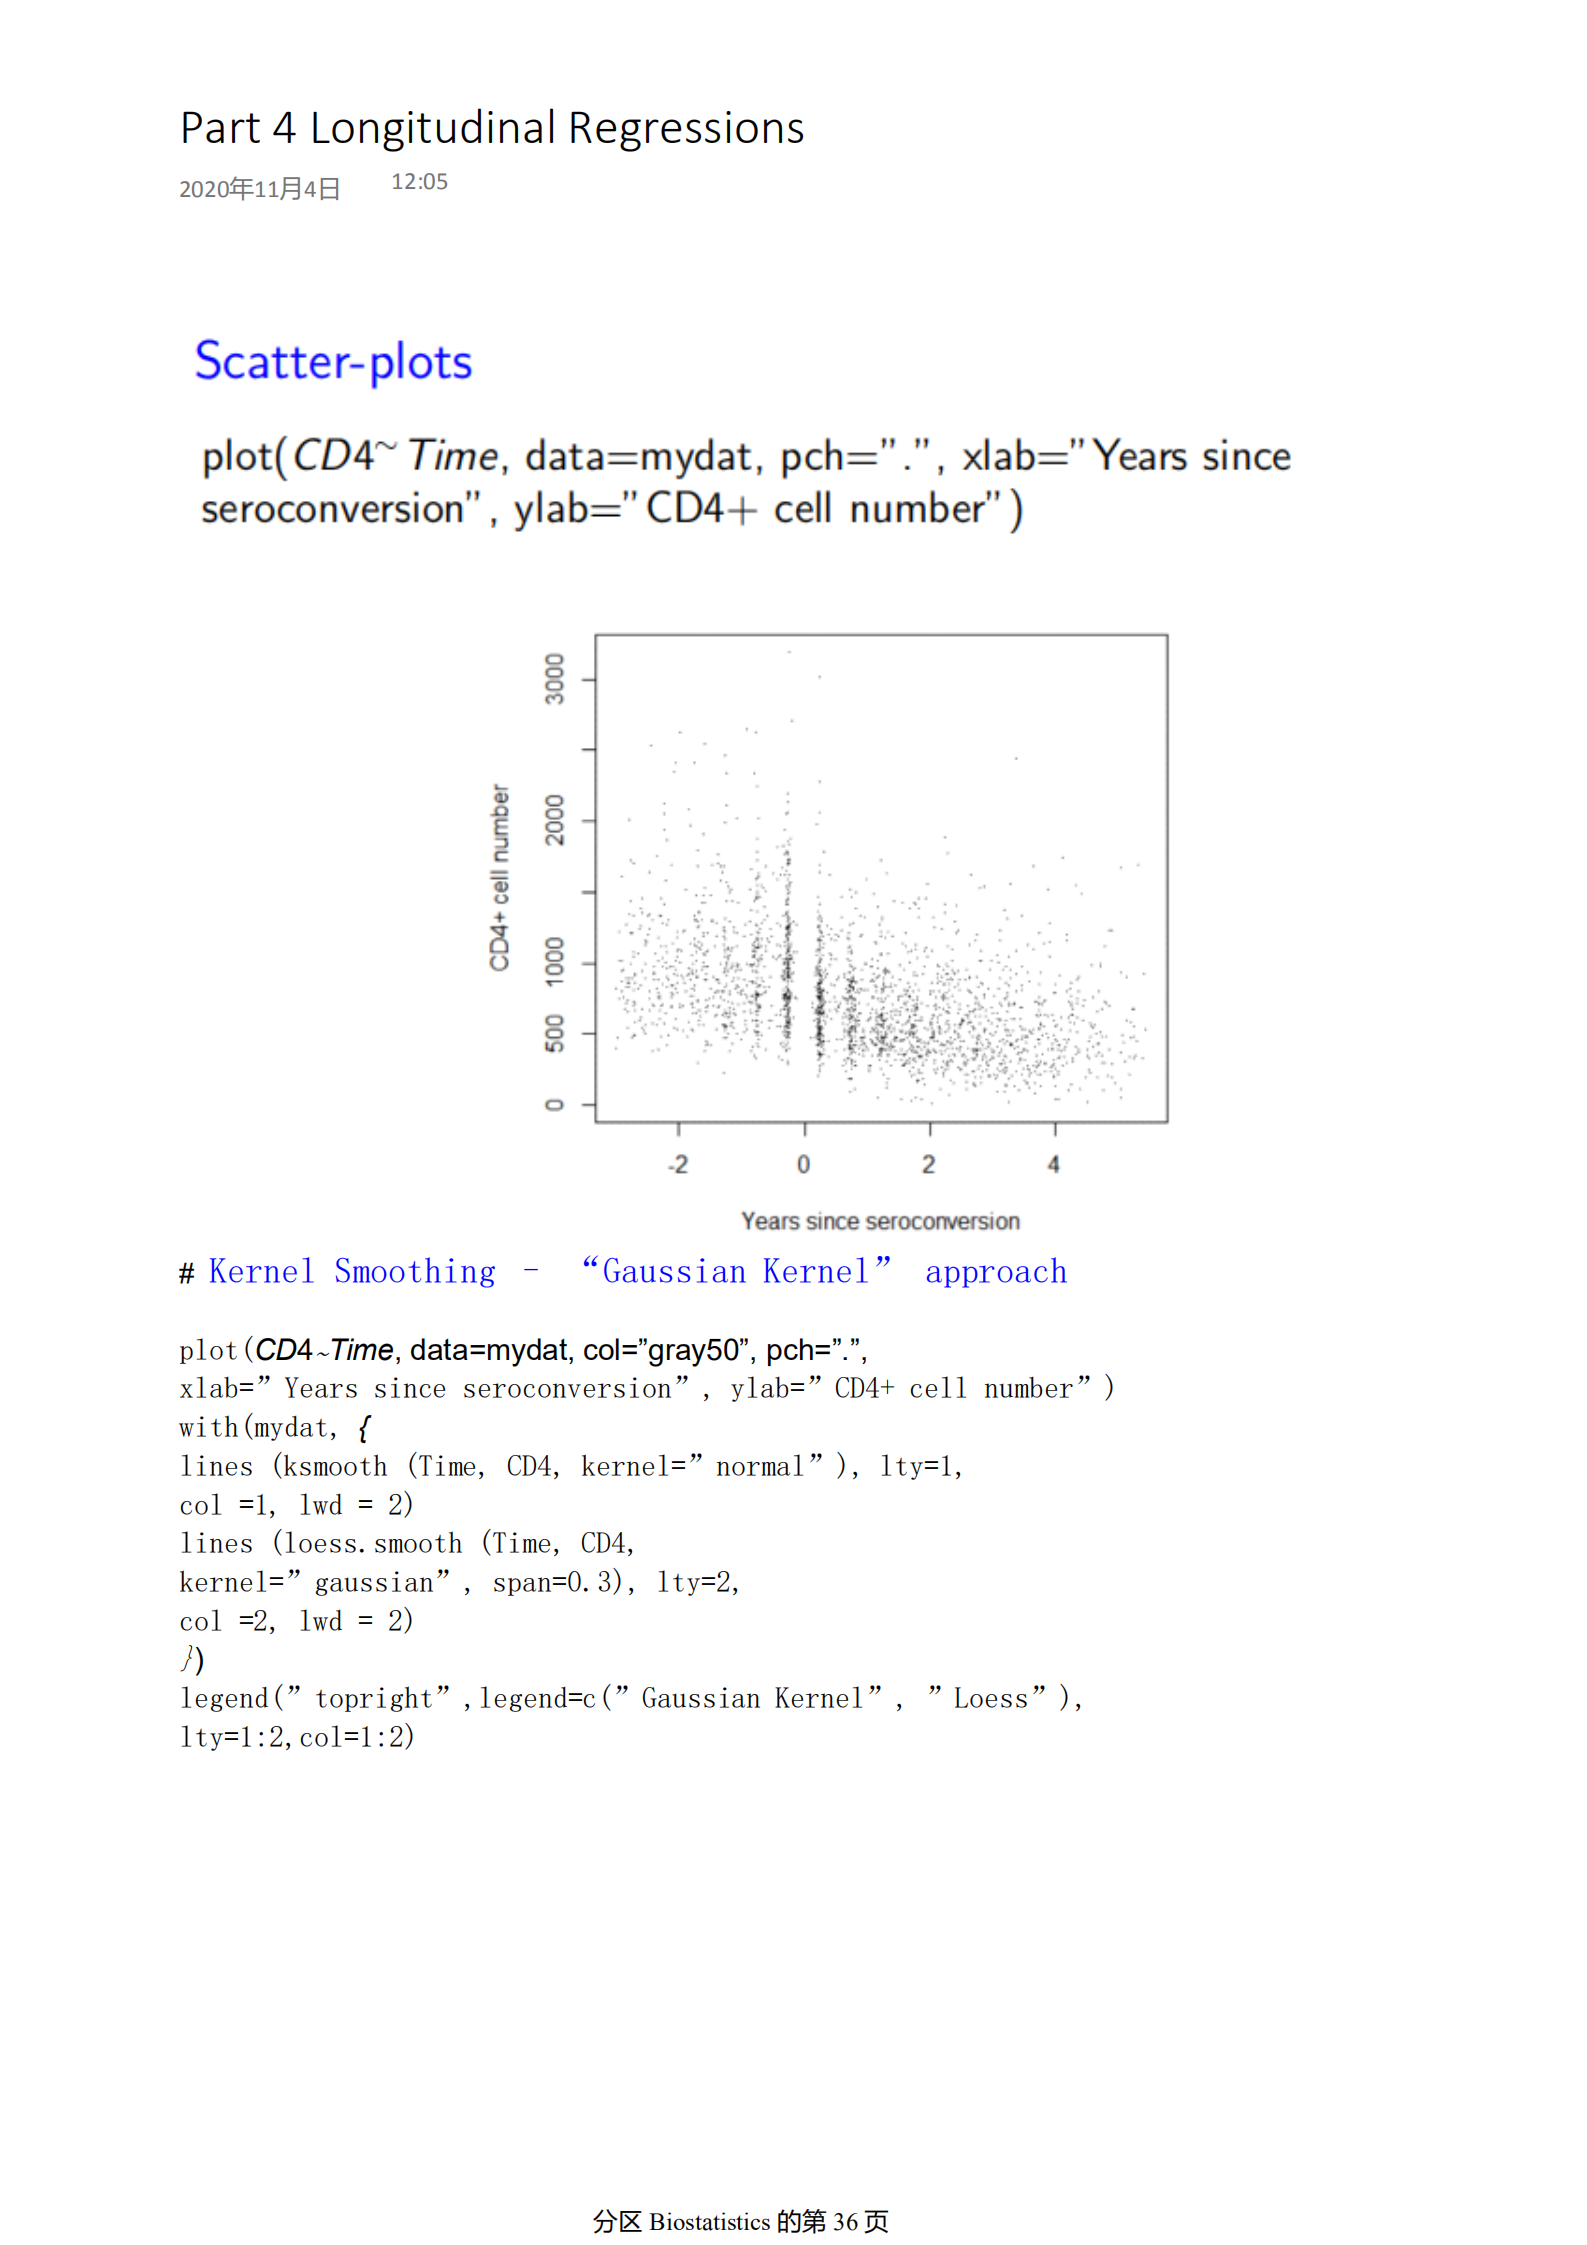 Part 4 Longitudinal Regressions
2020年11月4日 12:05
Scatter-plots
plot(CD4~Time, data=mydat, pch=”.”, xlab=”Years since
seroconversion”, ylab=”CD4+ cell number”)
3000
2000
1000
500
0
CD4+ cell number
-2 0 2 4
Years since seroconversion
# Kernel Smoothing – “Gaussian Kernel” approach
plot(CD4~Time, data=mydat, col=”gray50”, pch=”.”,
xlab=”Years since seroconversion”, ylab=”CD4+ cell number”)
with(mydat, {
lines (ksmooth (Time, CD4, kernel=”normal”), lty=1,
col =1, lwd = 2)
lines (loess.smooth (Time, CD4,
kernel=”gaussian”, span=0.3), lty=2,
col =2, lwd = 2)
})
legend(”topright”,legend=c(”Gaussian Kernel”, ”Loess”),
lty=1:2,col=1:2)
分区 Biostatistics 的第 36 页